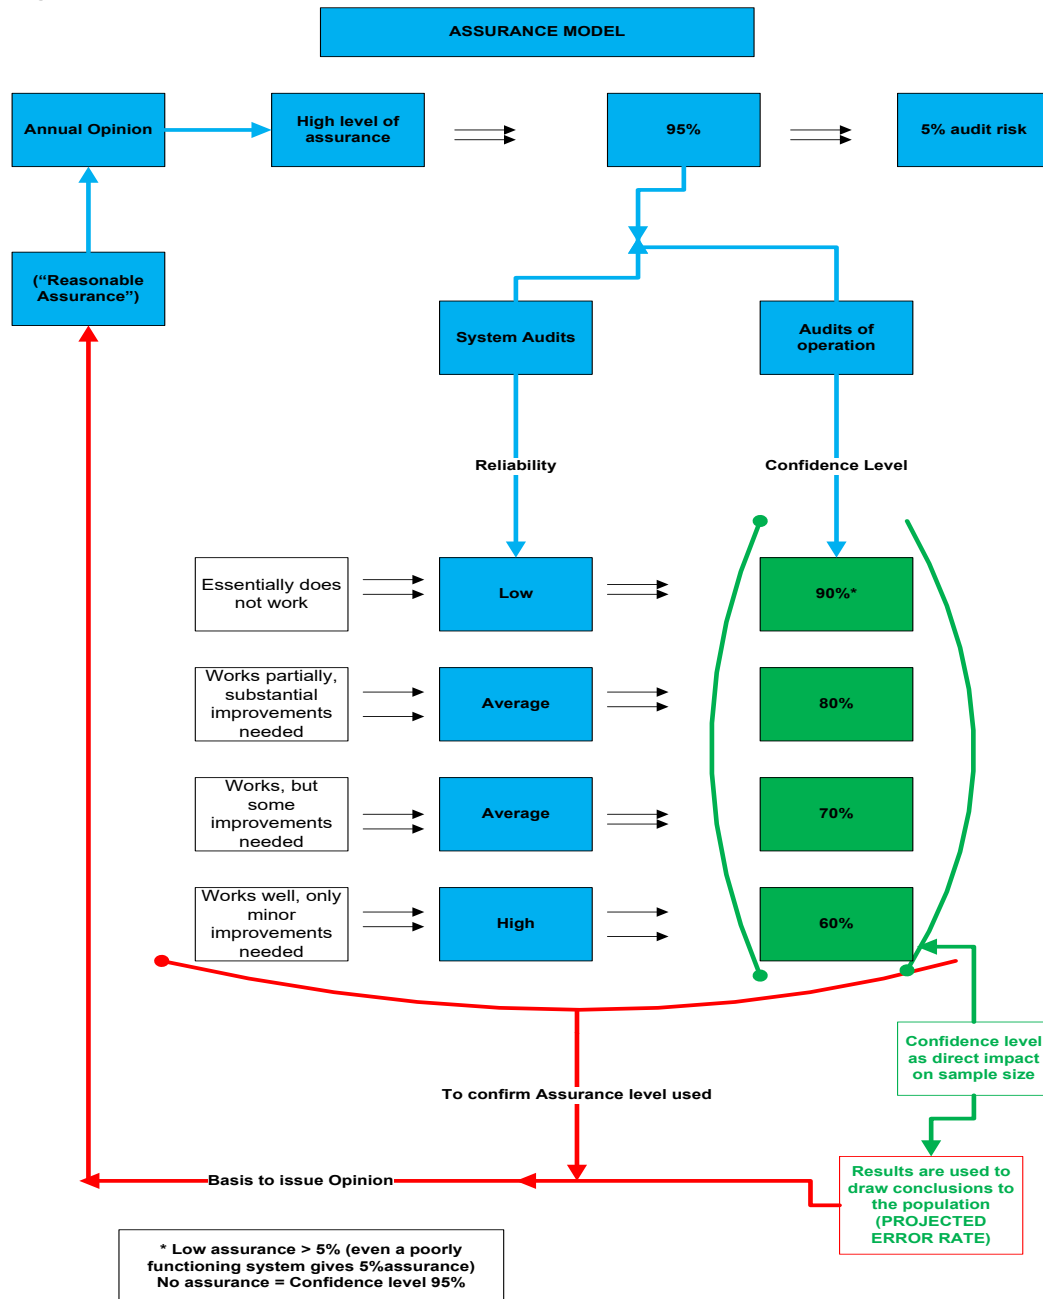 ASSURANCE MODEL
Annual Opinion
High level of
assurance
95%
5% audit risk
("Reasonable
Assurance")
System Audits
Audits of
operation
Reliability
Confidence Level
Essentially does
not work
Low
90%*
Works partially,
substantial
improvements
needed
Average
80%
Works, but
some
improvements
needed
Average
70%
Works well, only
minor
improvements
needed
High
60%
Confidence level
as direct impact
on sample size
To confirm Assurance level used
Results are used to
draw conclusions to
the population
(PROJECTED
ERROR RATE)
Basis to issue Opinion
* Low assurance > 5% (even a poorly
functioning system gives 5%assurance)
No assurance = Confidence level 95%